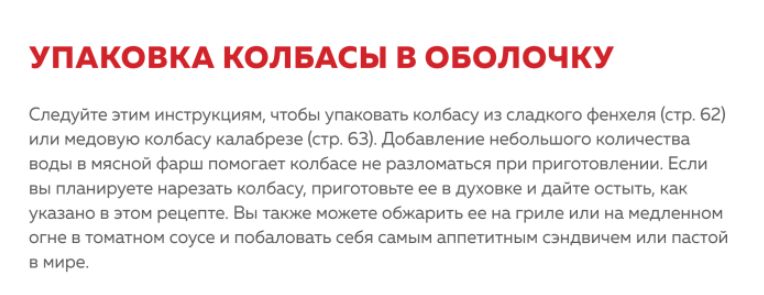 УПАКОВКА КОЛБАСЫ В ОБОЛОЧКУ
Следуйте этим инструкциям, чтобы упаковать колбасу из сладкого фенхеля (стр. 62)
или медовую колбасу калабрезе (стр. 63). Добавление небольшого количества
воды в мясной фарш помогает колбасе не разломаться при приготовлении. Если
вы планируете нарезать колбасу, приготовьте ее в духовке и дайте остыть, как
указано в этом рецепте. Вы также можете обжарить ее на гриле или на медленном
огне в томатном соусе и побаловать себя самым аппетитным сэндвичем или пастой
в мире.